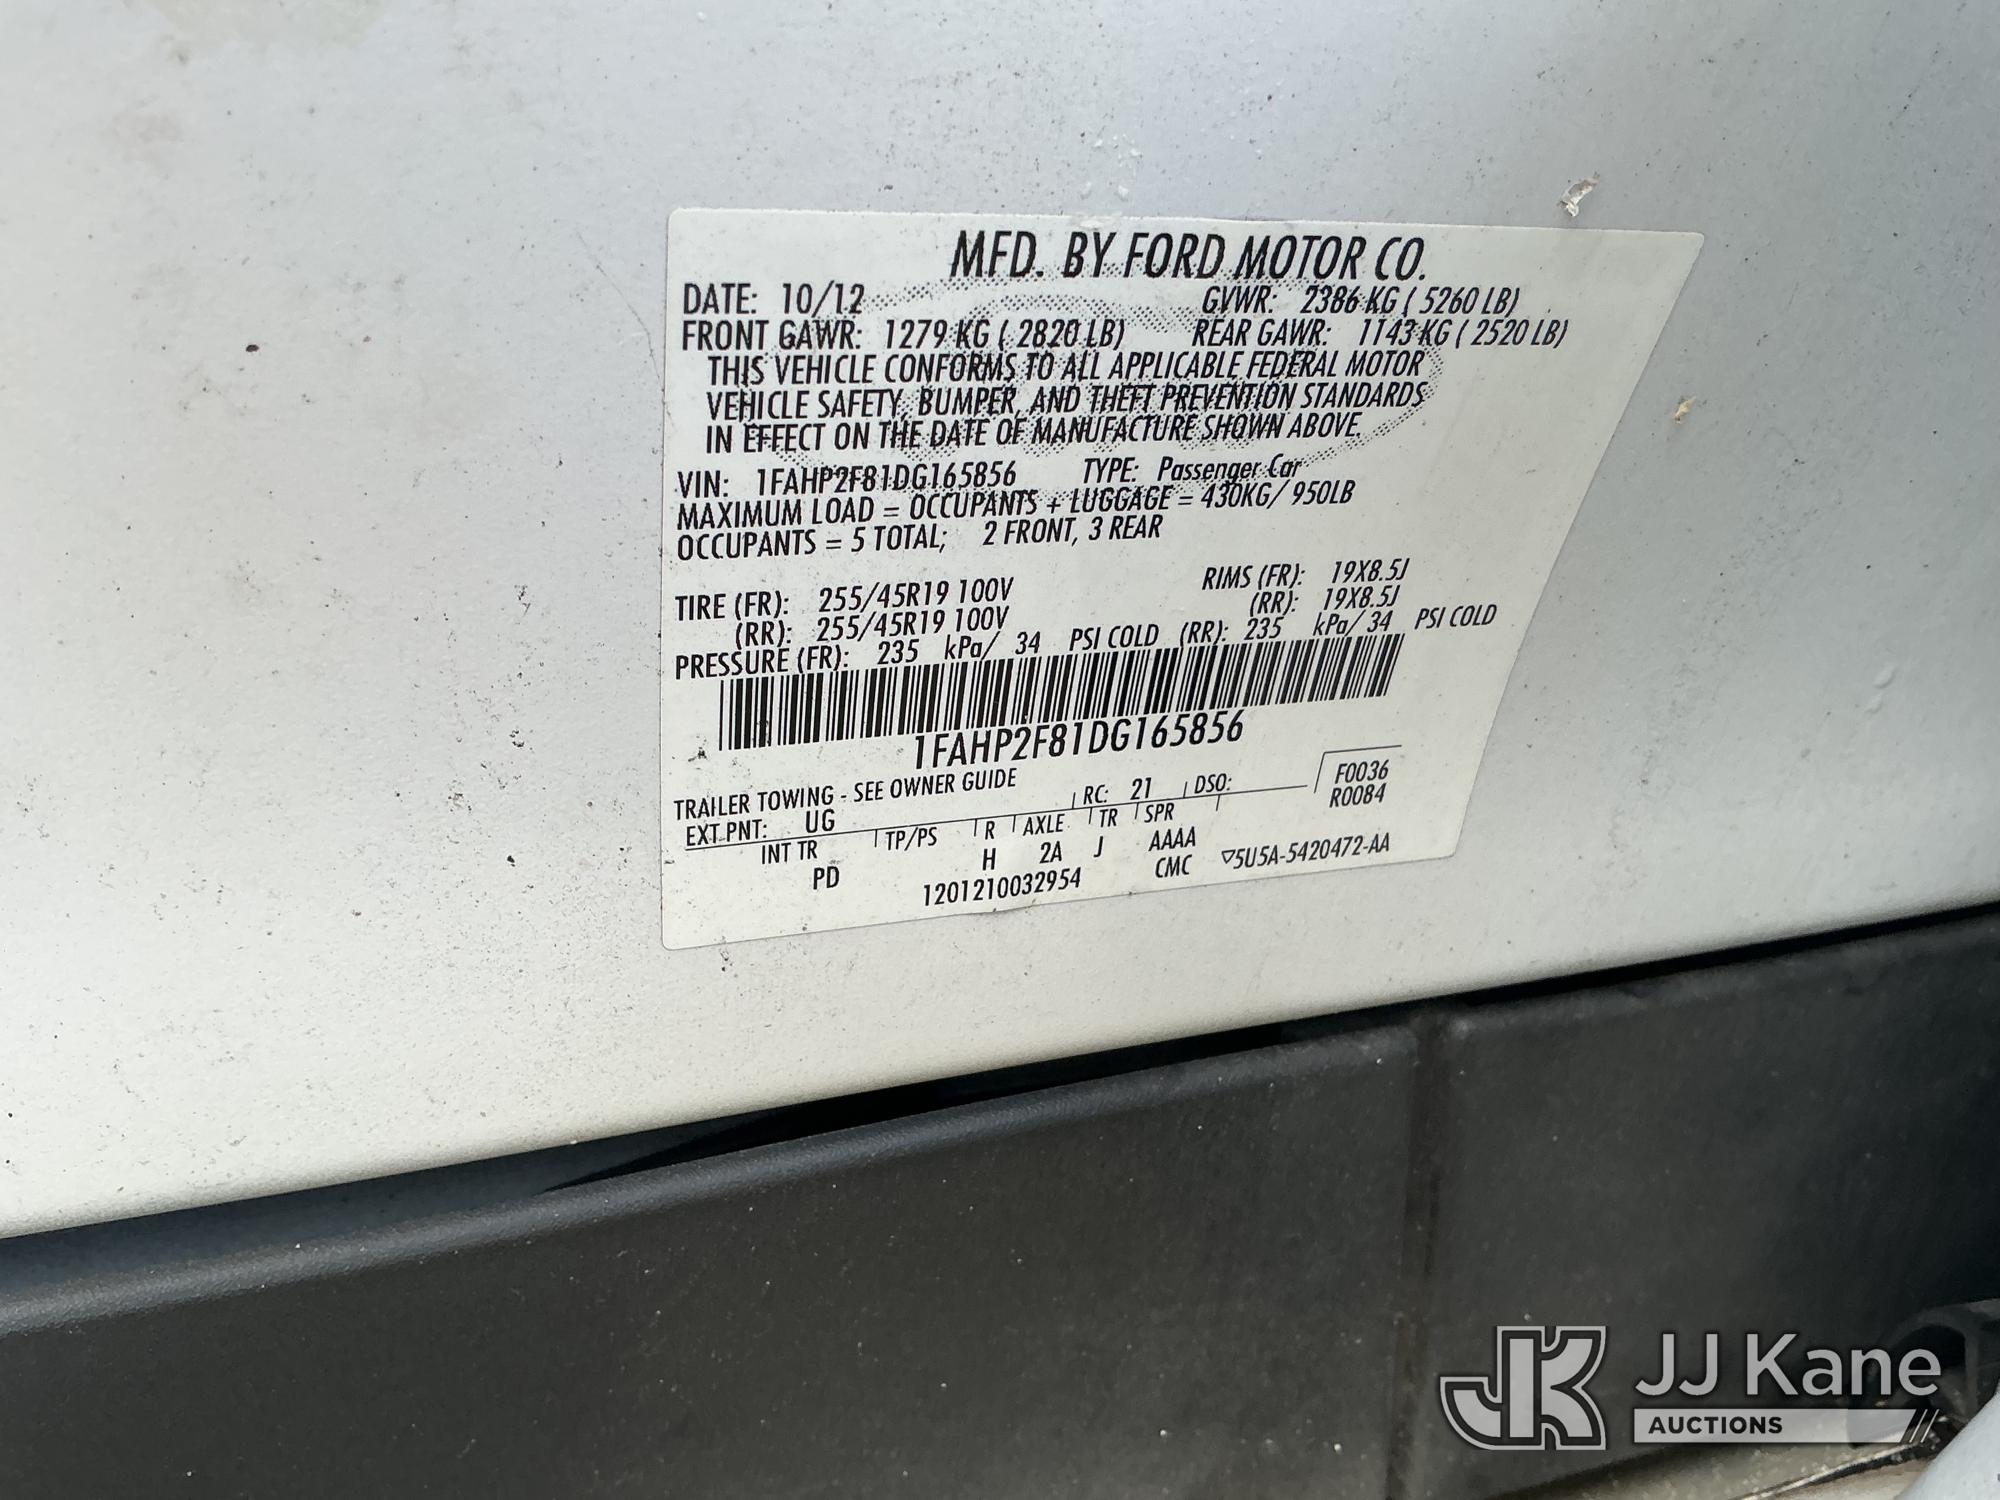 MFD. BY FORD MOTOR CO.
DATE: 10/12 GVWR: 2386 KG ( 5260 LB)
FRONT GAWR: 1279 KG ( 2820 LB) REAR GAWR: 1143 KG ( 2520 LB)
THIS VEHICLE CONFORMS TO ALL APPLICABLE FEDERAL MOTOR
VEHICLE SAFETY, BUMPER, AND THEFT PREVENTION STANDARDS
IN EFFECT ON THE DATE OF MANUFACTURE SHOWN ABOVE.
VIN: 1FAHP2F81DG165856 TYPE: Passenger Car
MAXIMUM LOAD = OCCUPANTS + LUGGAGE = 430KG/ 950LB
OCCUPANTS = 5 TOTAL; 2 FRONT, 3 REAR
TIRE (FR): 255/45R19 100V RIMS (FR): 19X8.5J
(RR): 255/45R19 100V (RR): 19X8.5J
PRESSURE (FR): 235 kPa/ 34 PSI COLD (RR): 235 kPa/ 34 PSI COLD
1FAHP2F81DG165856
TRAILER TOWING - SEE OWNER GUIDE
EXT PNT: UG RC: 21 DSO: F0036
R0084
INT TR TP/PS R AXLE TR SPR
PD H 2A J AAAA
1201210032954 CMC ▽5U5A-5420472-AA
JK JJ Kane
AUCTIONS